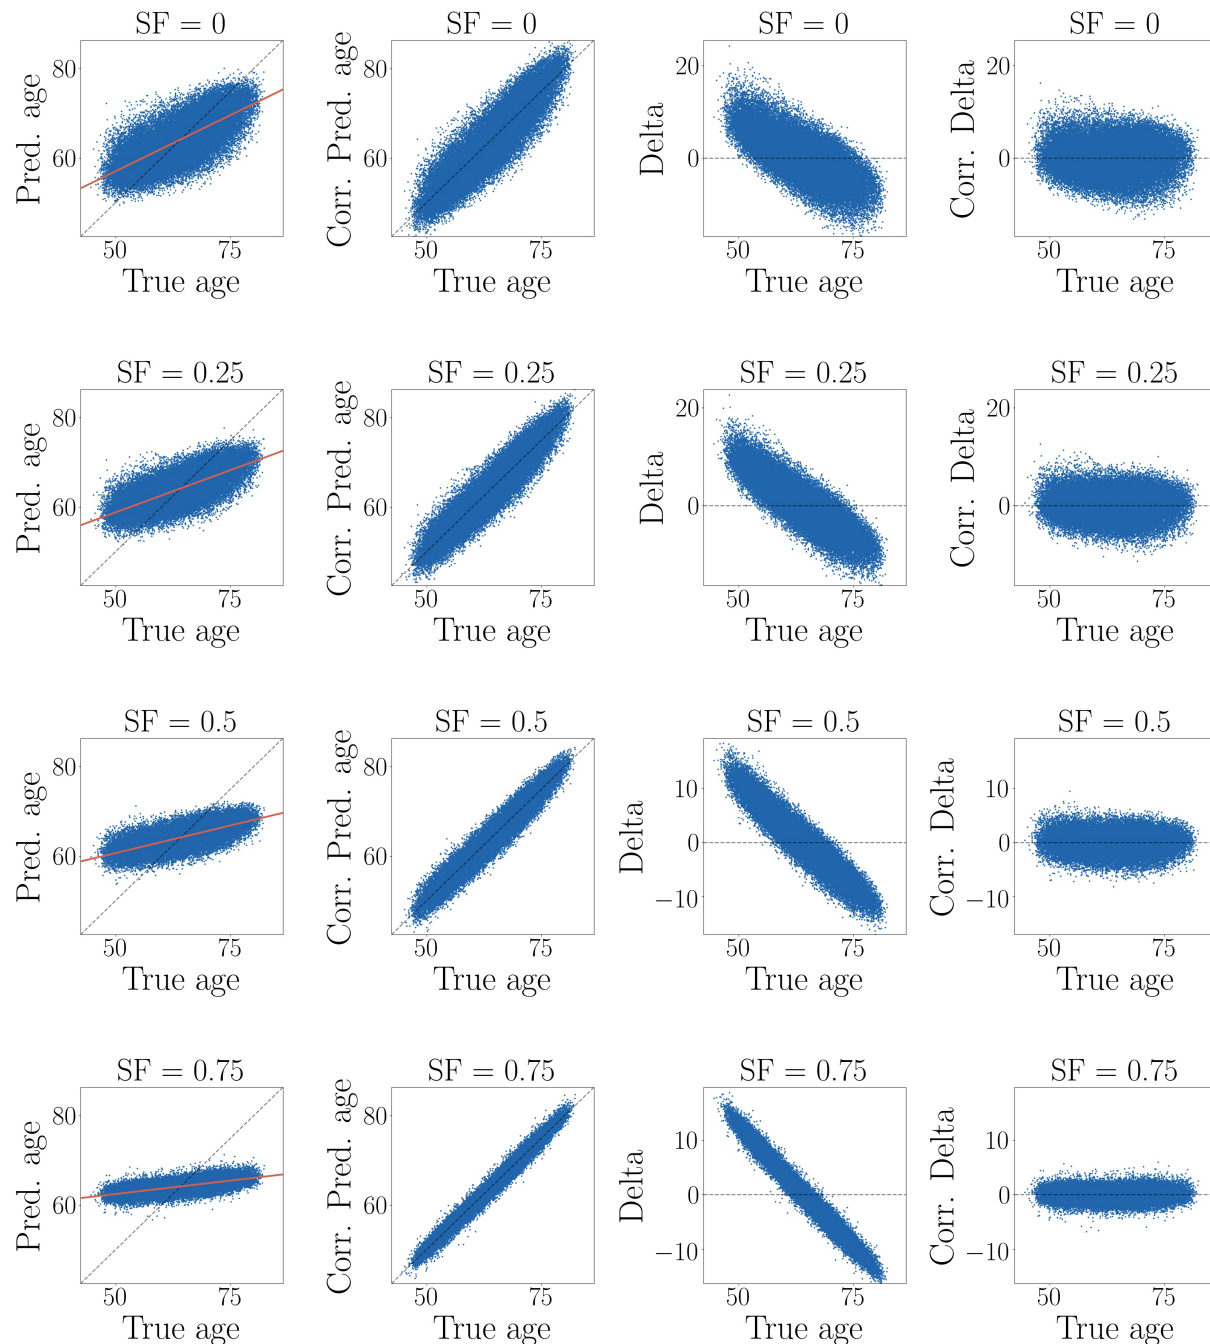 SF = 0
SF = 0
SF = 0
SF = 0
Pred. age
80
60
50
75
True age
Corr. Pred. age
80
60
50
75
True age
Delta
20
0
50
75
True age
Corr. Delta
20
0
50
75
True age
SF = 0.25
SF = 0.25
SF = 0.25
SF = 0.25
Pred. age
80
60
50
75
True age
Corr. Pred. age
80
60
50
75
True age
Delta
20
0
50
75
True age
Corr. Delta
20
0
50
75
True age
SF = 0.5
SF = 0.5
SF = 0.5
SF = 0.5
Pred. age
80
60
50
75
True age
Corr. Pred. age
80
60
50
75
True age
Delta
10
0
−10
50
75
True age
Corr. Delta
10
0
−10
50
75
True age
SF = 0.75
SF = 0.75
SF = 0.75
SF = 0.75
Pred. age
80
60
50
75
True age
Corr. Pred. age
80
60
50
75
True age
Delta
10
0
−10
50
75
True age
Corr. Delta
10
0
−10
50
75
True age